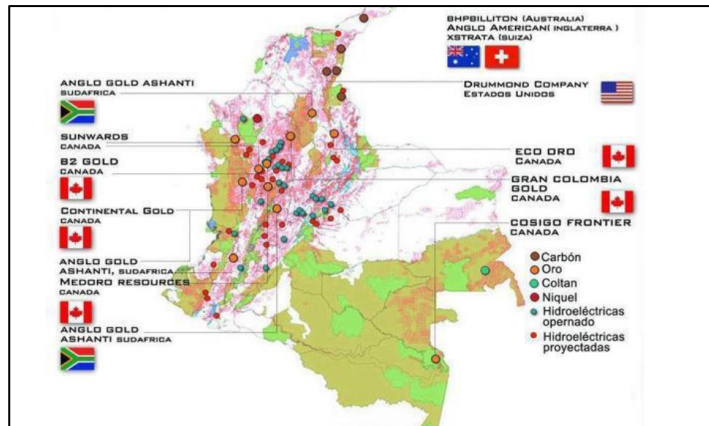 BHPBILLITON (AUSTRALIA)
ANGLO AMERICAN( INGLATERRA )
XSTRATA (SUIZA)
ANGLO GOLD ASHANTI
SUDAFRICA
DRUMMOND COMPANY
ESTADOS UNIDOS
SUNWARDS
CANADA
B2 GOLD
CANADA
ECO ORO
CANADA
GRAN COLOMBIA
GOLD
CANADA
CONTINENTAL GOLD
CANADA
COSIGO FRONTIER
CANADA
ANGLO GOLD
ASHANTI, SUDAFRICA
MEDORO RESOURCES
CANADA
ANGLO GOLD
ASHANTI SUDAFRICA
Carbón
Oro
Coltan
Niquel
Hidroeléctricas
opernado
Hidroeléctricas
proyectadas